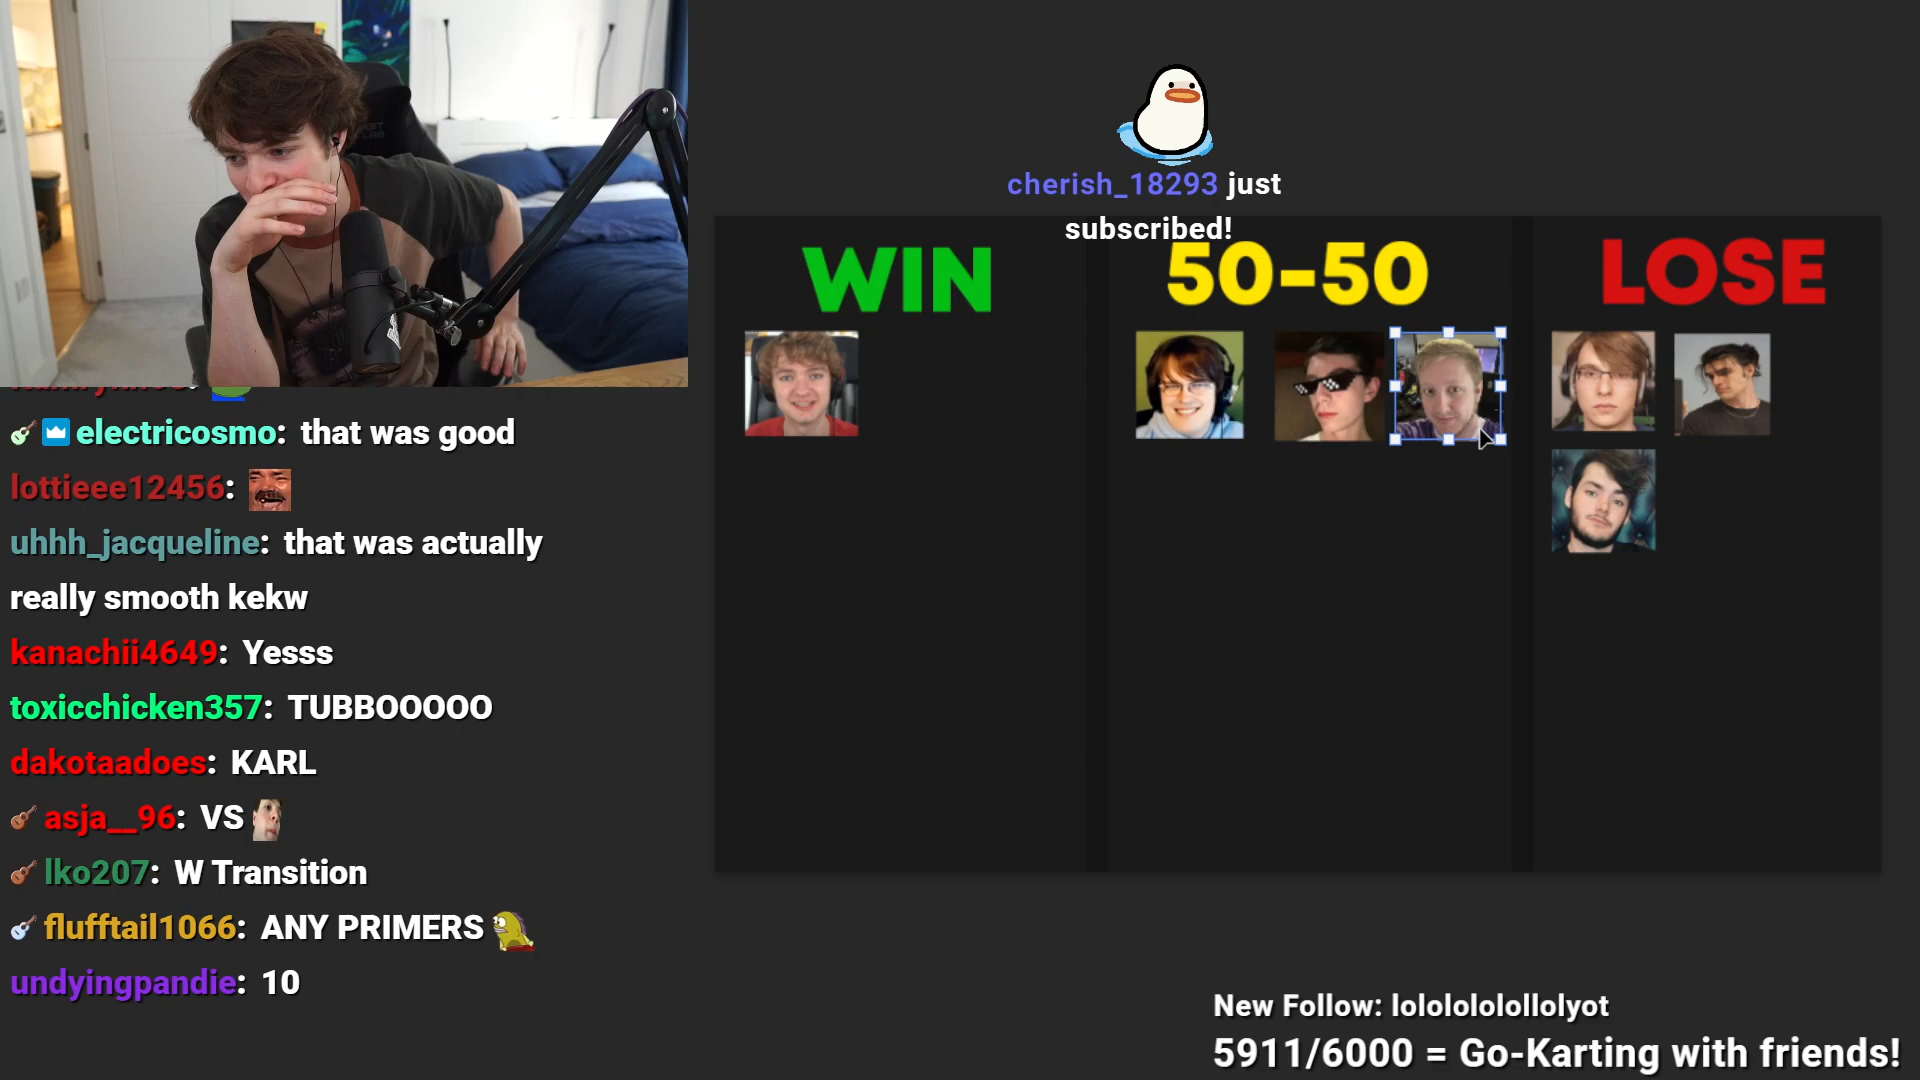 cherish_18293 just
subscribed!
WIN
50-50
LOSE
electricosmo: that was good
lottieee12456:
uhhh_jacqueline: that was actually
really smooth kekw
kanachii4649: Yesss
toxicchicken357: TUBBOOOOO
dakotaadoes: KARL
asja__96: VS
lko207: W Transition
flufftail1066: ANY PRIMERS
undyingpandie: 10
New Follow: lolololololl​olyot
5911/6000 = Go-Karting with friends!